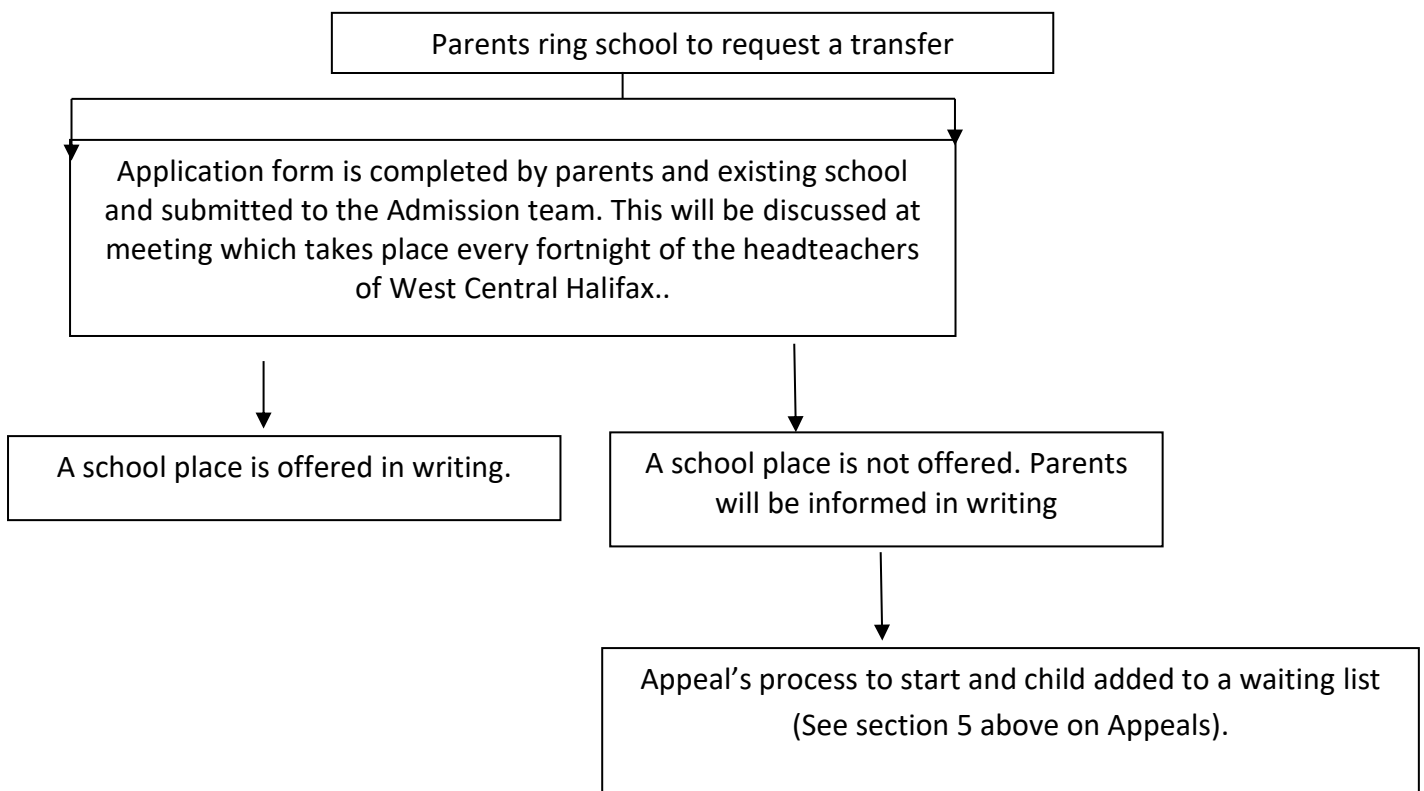 Parents ring school to request a transfer
Application form is completed by parents and existing school
and submitted to the Admission team. This will be discussed at
meeting which takes place every fortnight of the headteachers
of West Central Halifax..
A school place is offered in writing.
A school place is not offered. Parents
will be informed in writing
Appeal’s process to start and child added to a waiting list
(See section 5 above on Appeals).